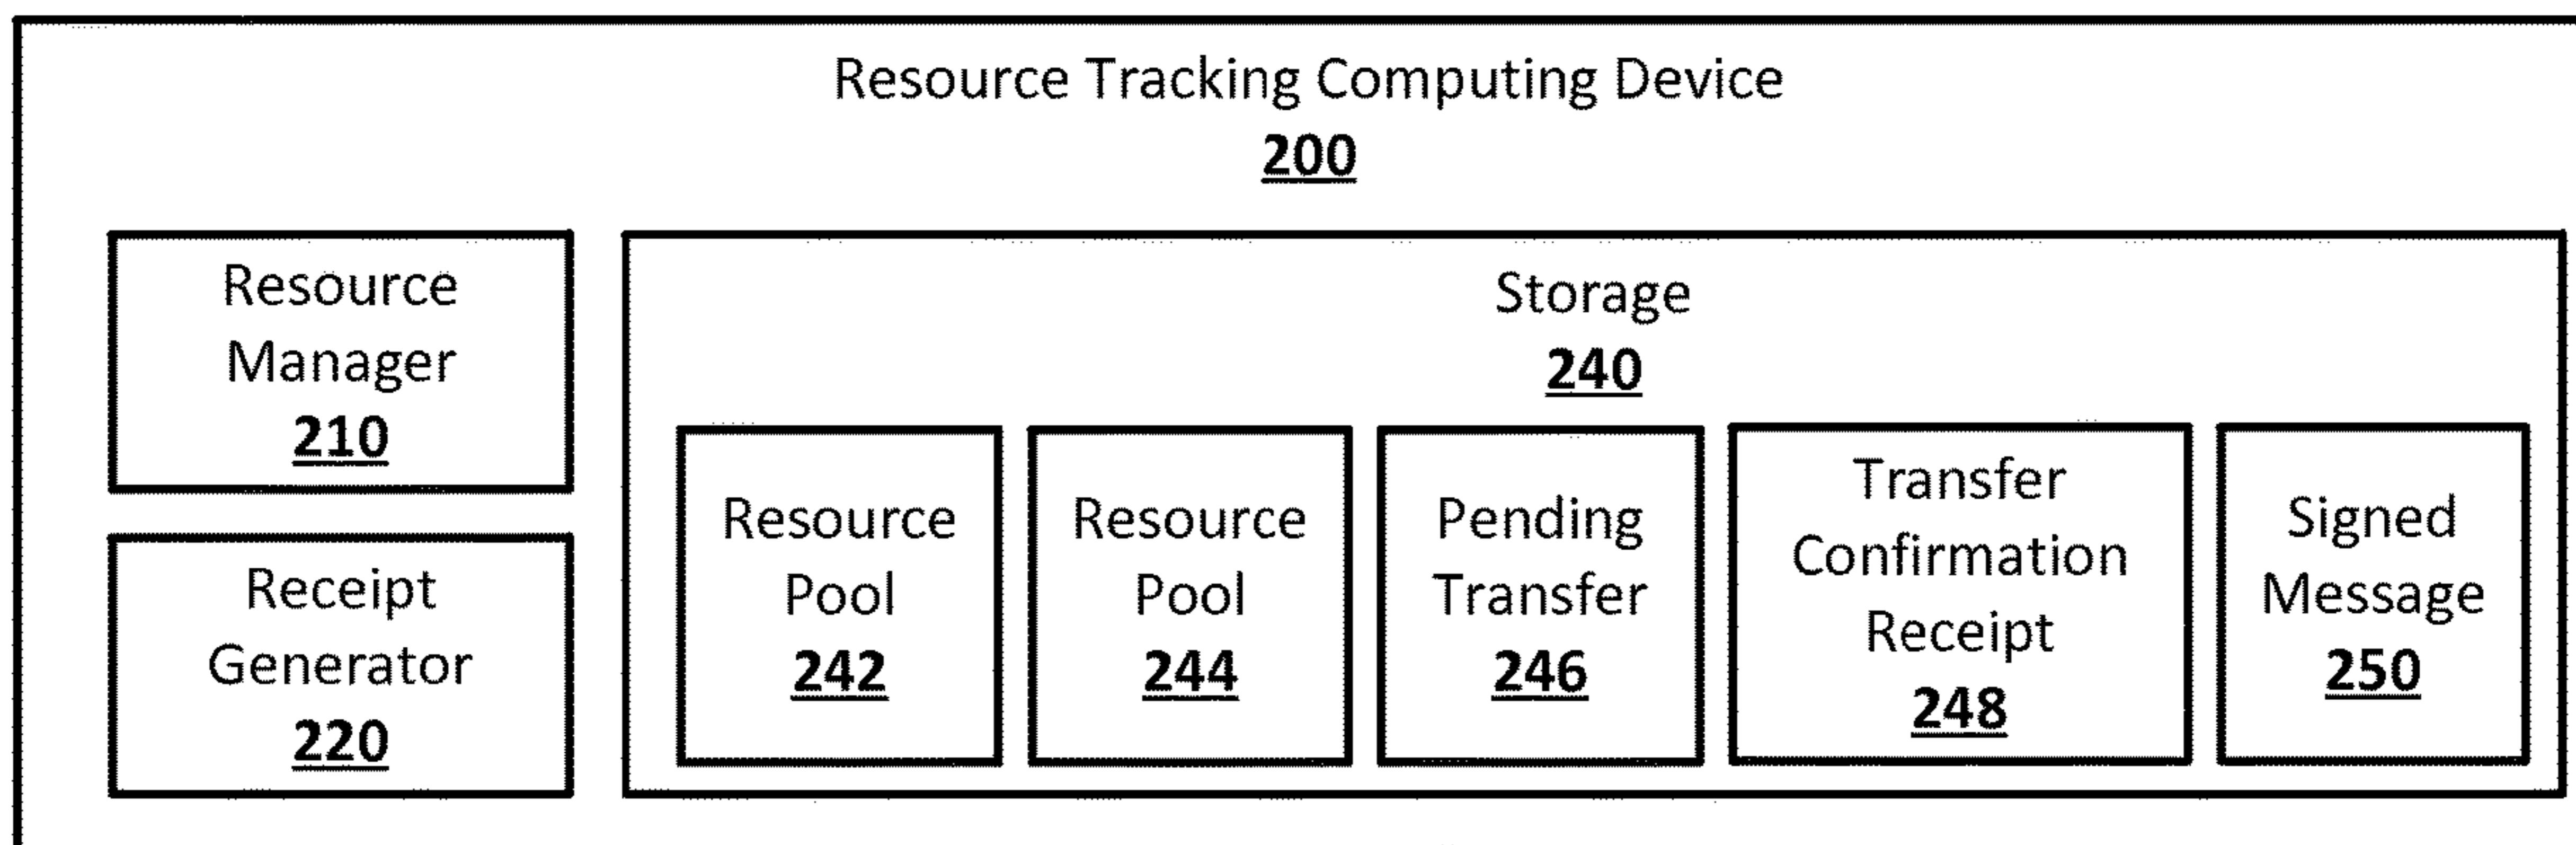 Resource Tracking Computing Device
200
Resource
Manager
210
Receipt
Generator
220
Storage
240
Resource
Pool
242
Resource
Pool
244
Pending
Transfer
246
Transfer
Confirmation
Receipt
248
Signed
Message
250